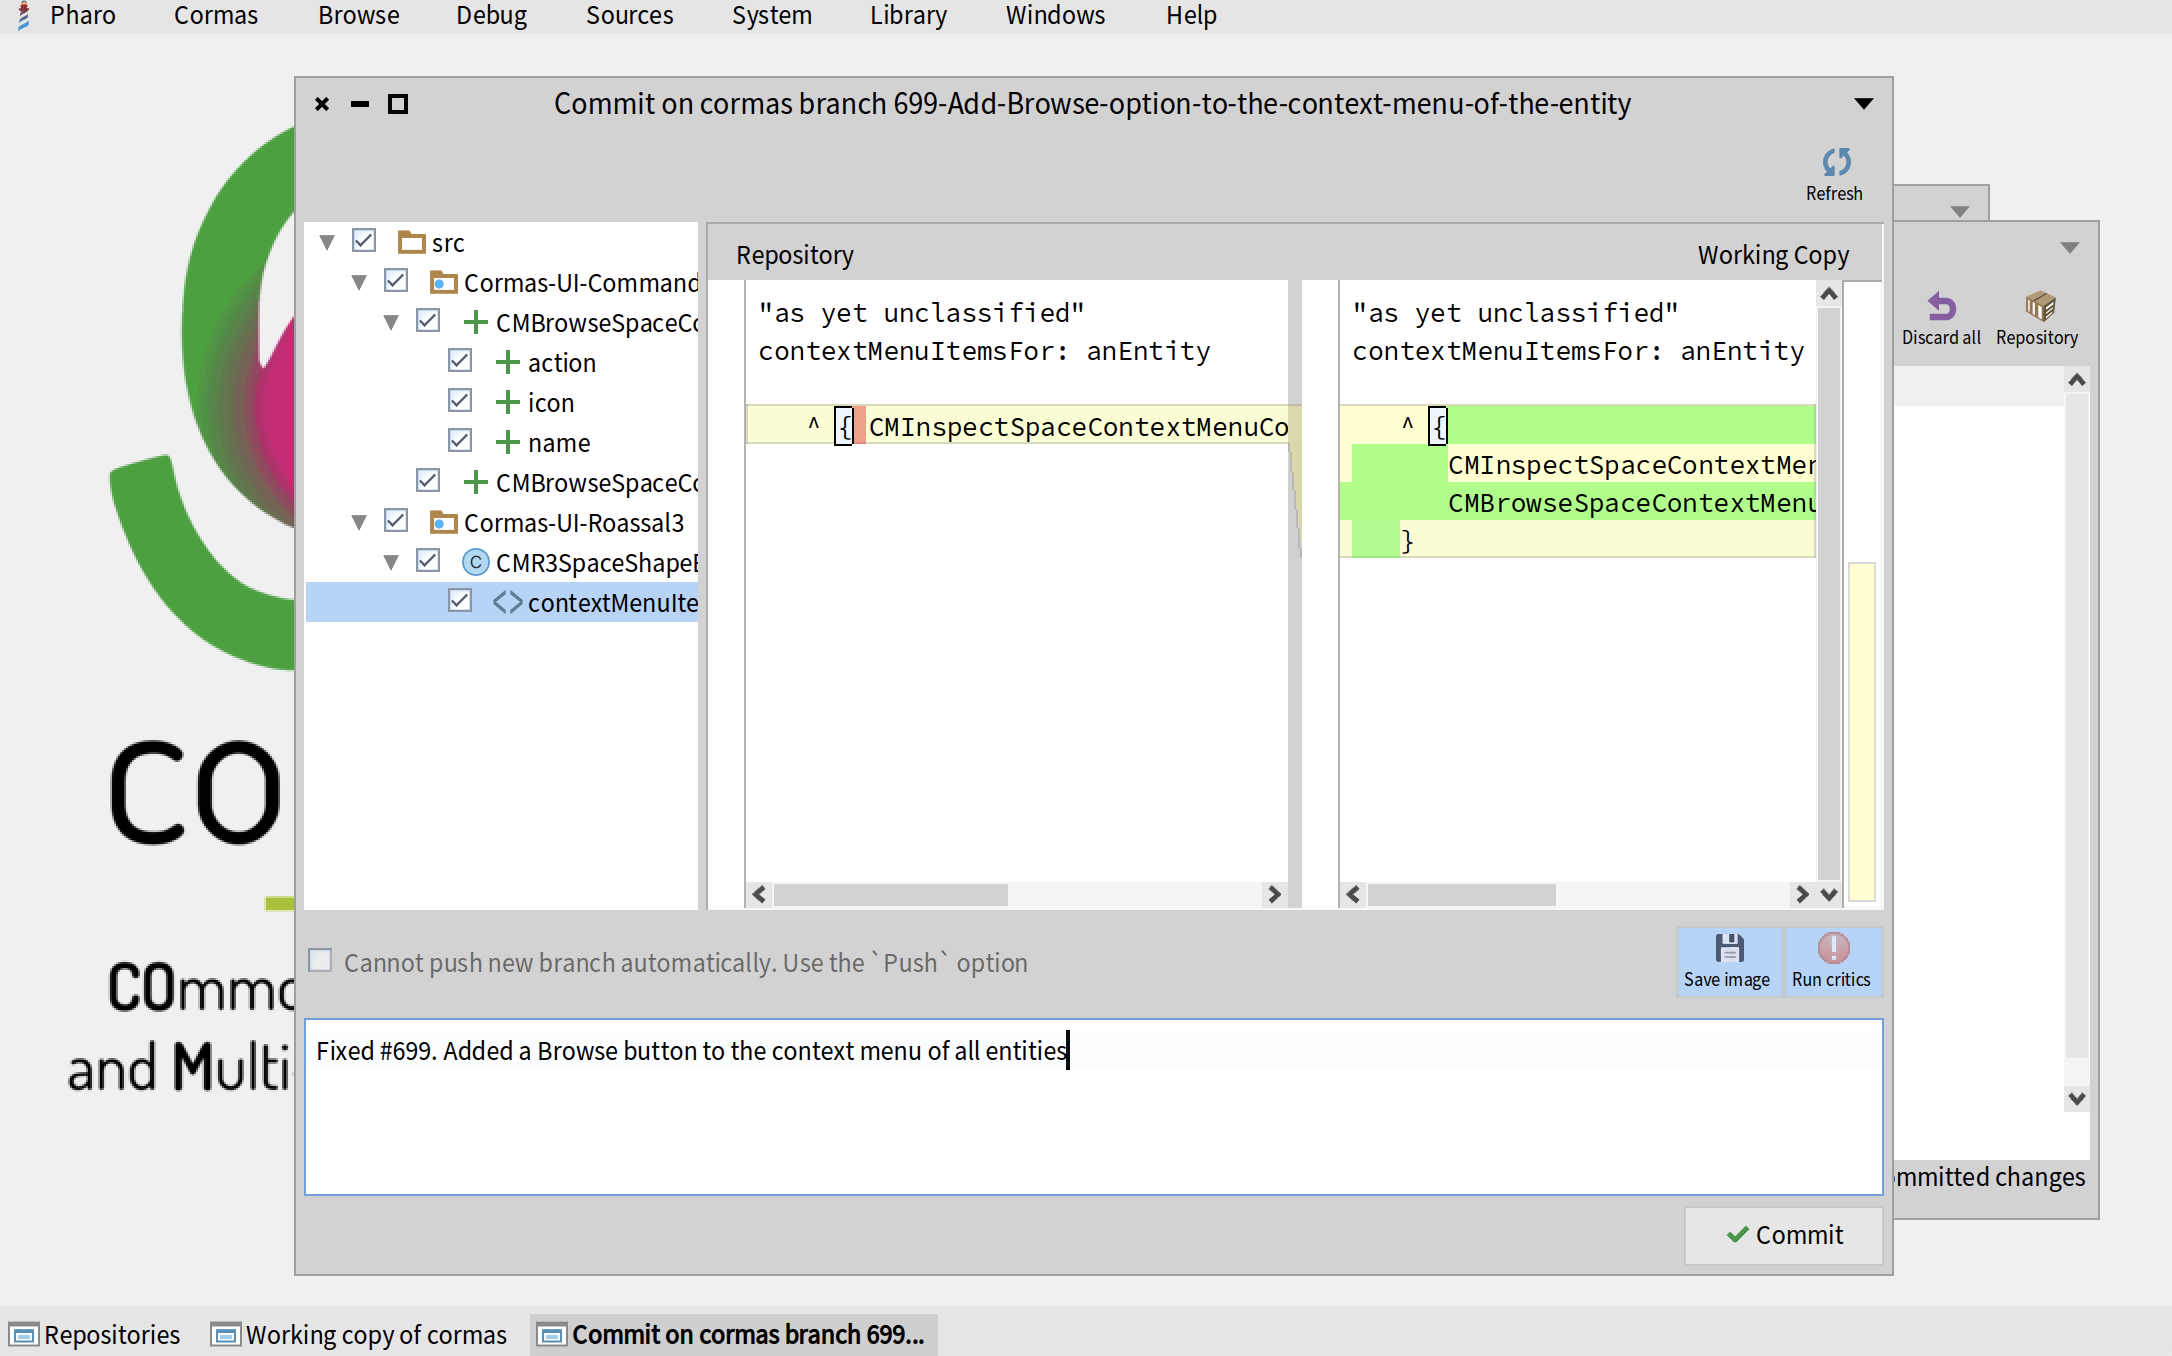 Pharo Cormas Browse Debug Sources System Library Windows Help
Commit on cormas branch 699-Add-Browse-option-to-the-context-menu-of-the-entity
Refresh
src
Cormas-UI-Command
CMBrowseSpaceCo
action
icon
name
CMBrowseSpaceCo
Cormas-UI-Roassal3
CMR3SpaceShape
contextMenuIte
Repository Working Copy
"as yet unclassified"
contextMenuItemsFor: anEntity
^ { CMInspectSpaceContextMenuCo
"as yet unclassified"
contextMenuItemsFor: anEntity
^ {
CMInspectSpaceContextMe
CMBrowseSpaceContextMenu
}
Discard all Repository
Cannot push new branch automatically. Use the `Push` option
Save image Run critics
Fixed #699. Added a Browse button to the context menu of all entities
mmitted changes
Commit
CO
COmmo
and Multi
Repositories Working copy of cormas Commit on cormas branch 699...